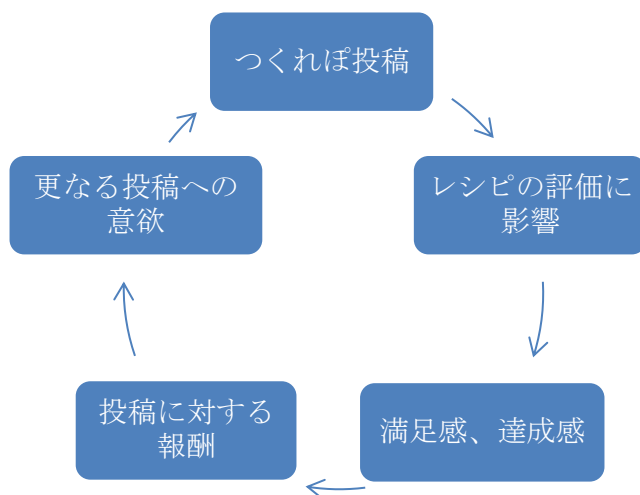 つくれぽ投稿
レシピの評価に
影響
満足感、達成感
投稿に対する
報酬
更なる投稿への
意欲